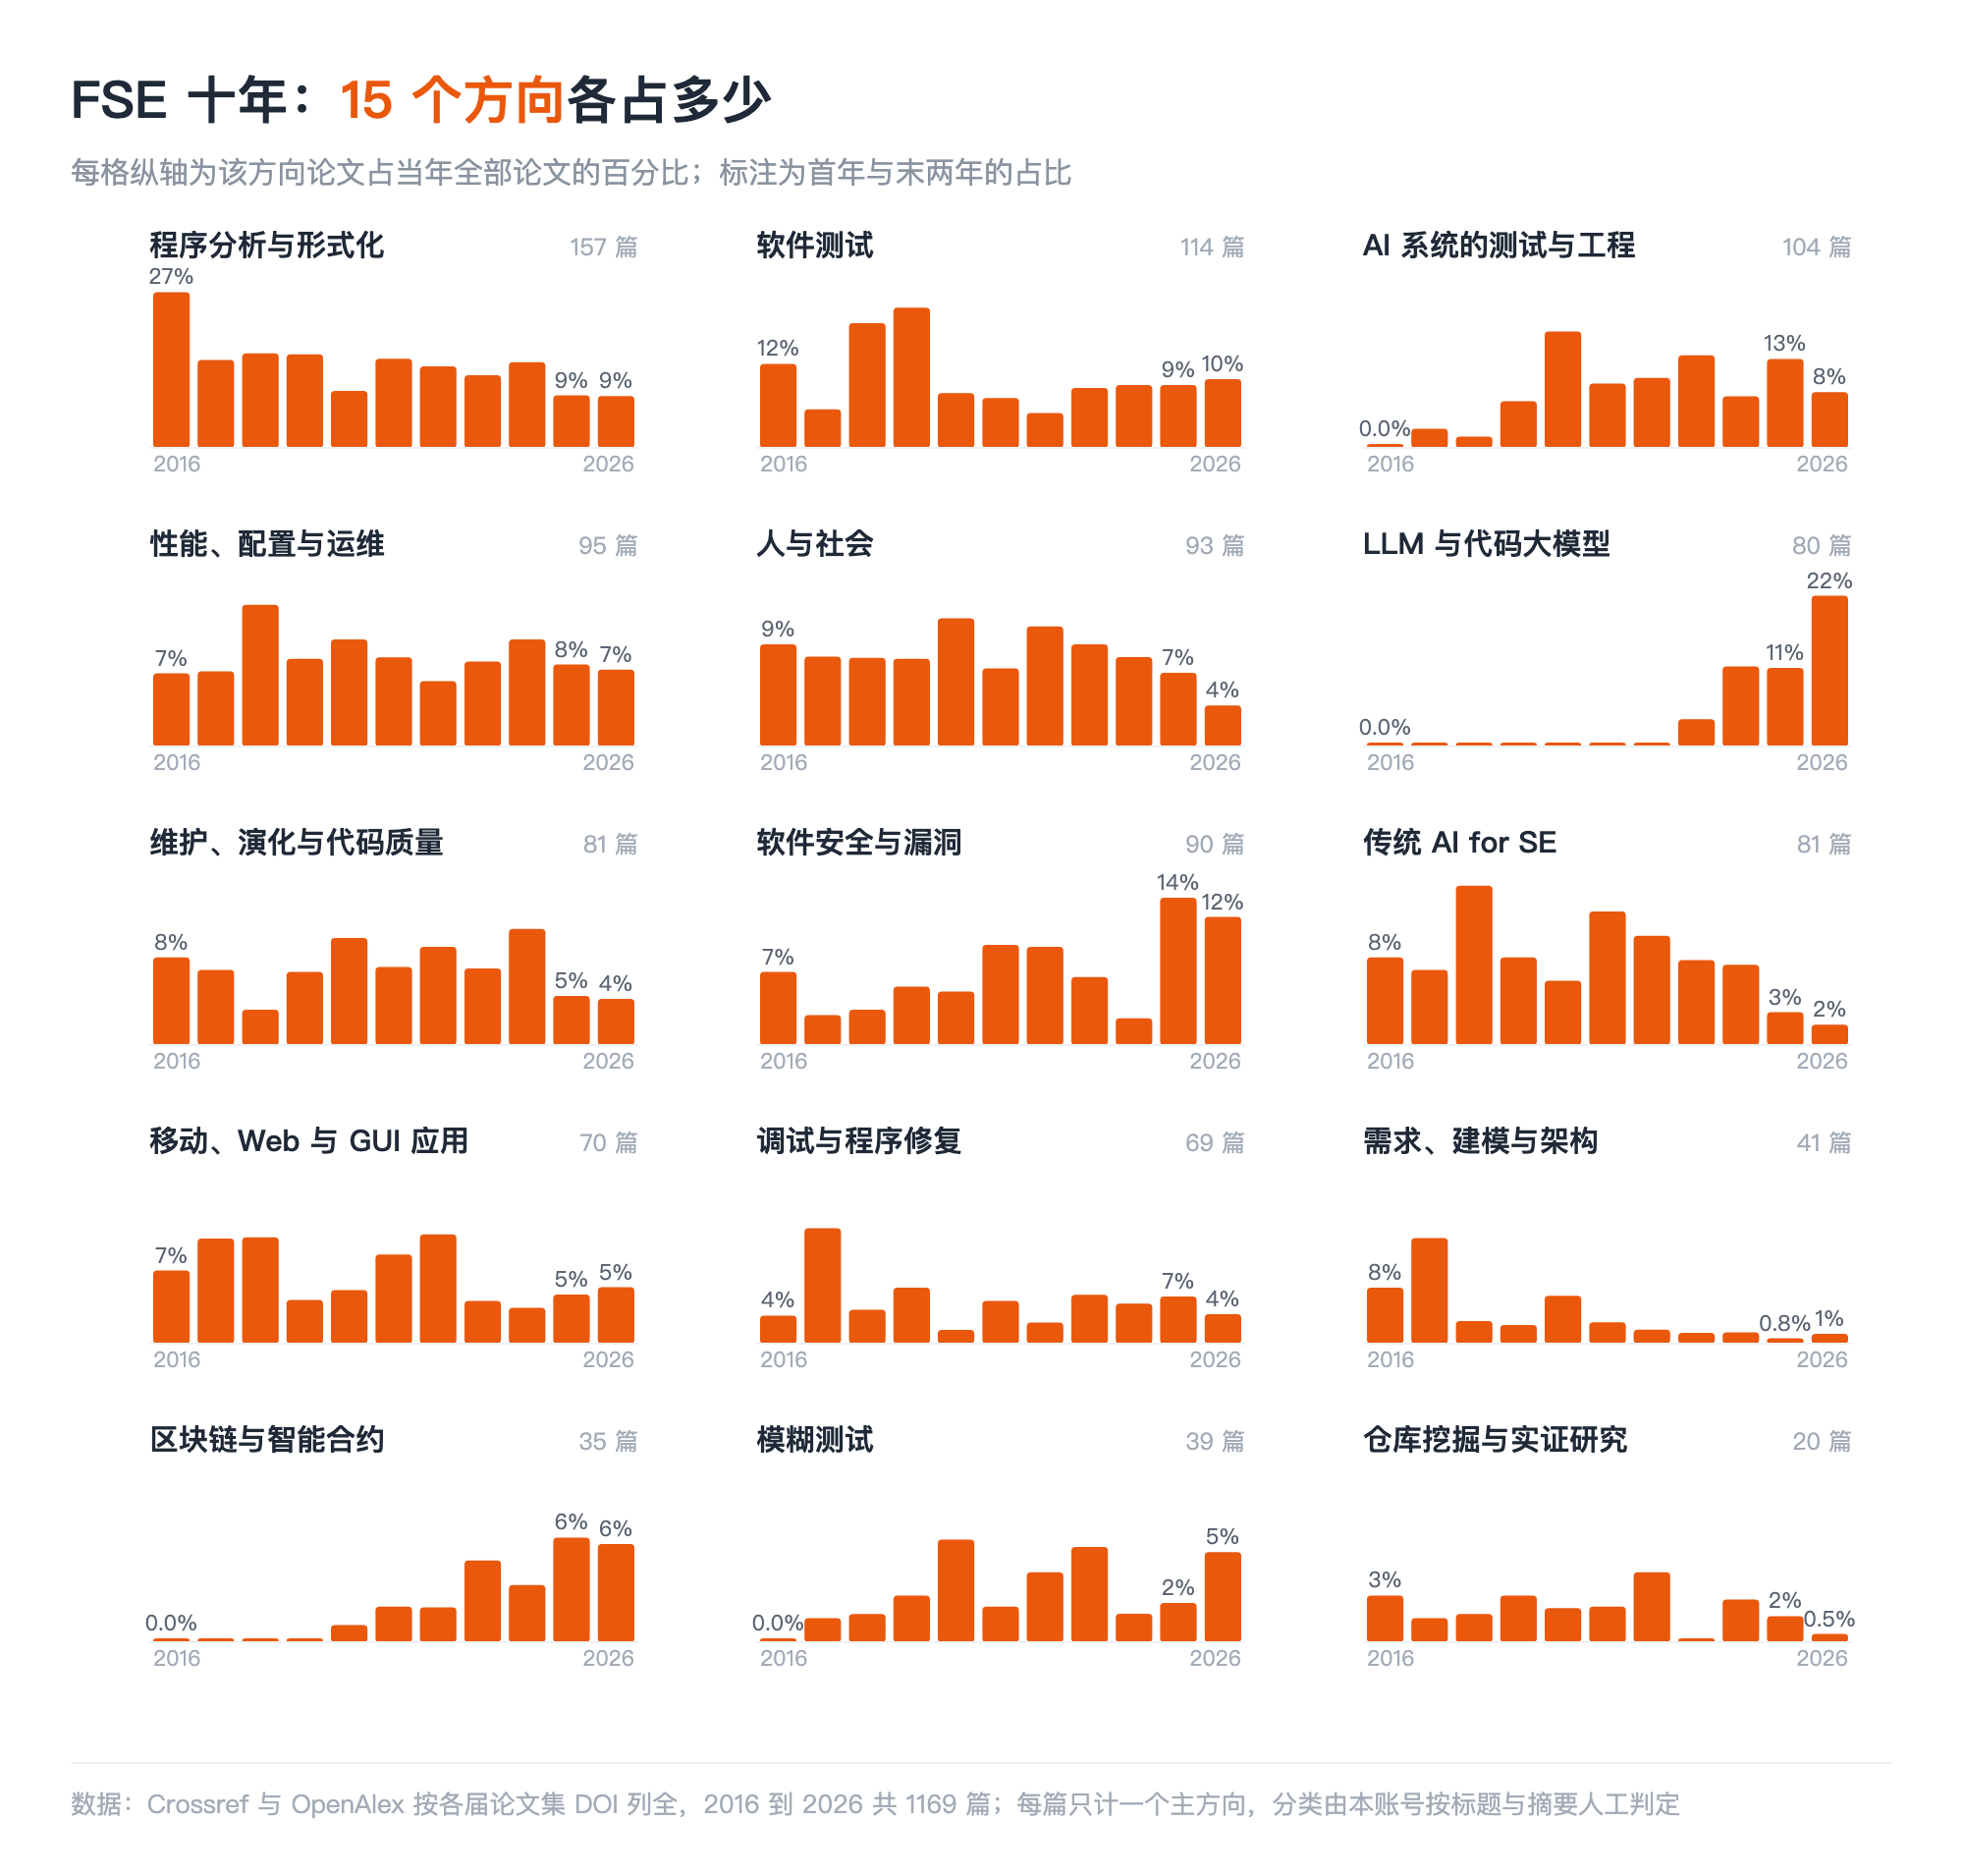 FSE 十年：15 个方向各占多少
每格纵轴为该方向论文占当年全部论文的百分比；标注为首年与末两年的占比
程序分析与形式化 157 篇
27%
9% 9%
2016 2026
软件测试 114 篇
12%
9% 10%
2016 2026
AI 系统的测试与工程 104 篇
0.0%
13%
8%
2016 2026
性能、配置与运维 95 篇
7%
8% 7%
2016 2026
人与社会 93 篇
9%
7%
4%
2016 2026
LLM 与代码大模型 80 篇
0.0%
11%
22%
2016 2026
维护、演化与代码质量 81 篇
8%
5% 4%
2016 2026
软件安全与漏洞 90 篇
7%
14%
12%
2016 2026
传统 AI for SE 81 篇
8%
3%
2%
2016 2026
移动、Web 与 GUI 应用 70 篇
7%
5% 5%
2016 2026
调试与程序修复 69 篇
4%
7%
4%
2016 2026
需求、建模与架构 41 篇
8%
0.8% 1%
2016 2026
区块链与智能合约 35 篇
0.0%
6% 6%
2016 2026
模糊测试 39 篇
0.0%
2%
5%
2016 2026
仓库挖掘与实证研究 20 篇
3%
2%
0.5%
2016 2026
数据：Crossref 与 OpenAlex 按各届论文集 DOI 列全，2016 到 2026 共 1169 篇；每篇只计一个主方向，分类由本账号按标题与摘要人工判定